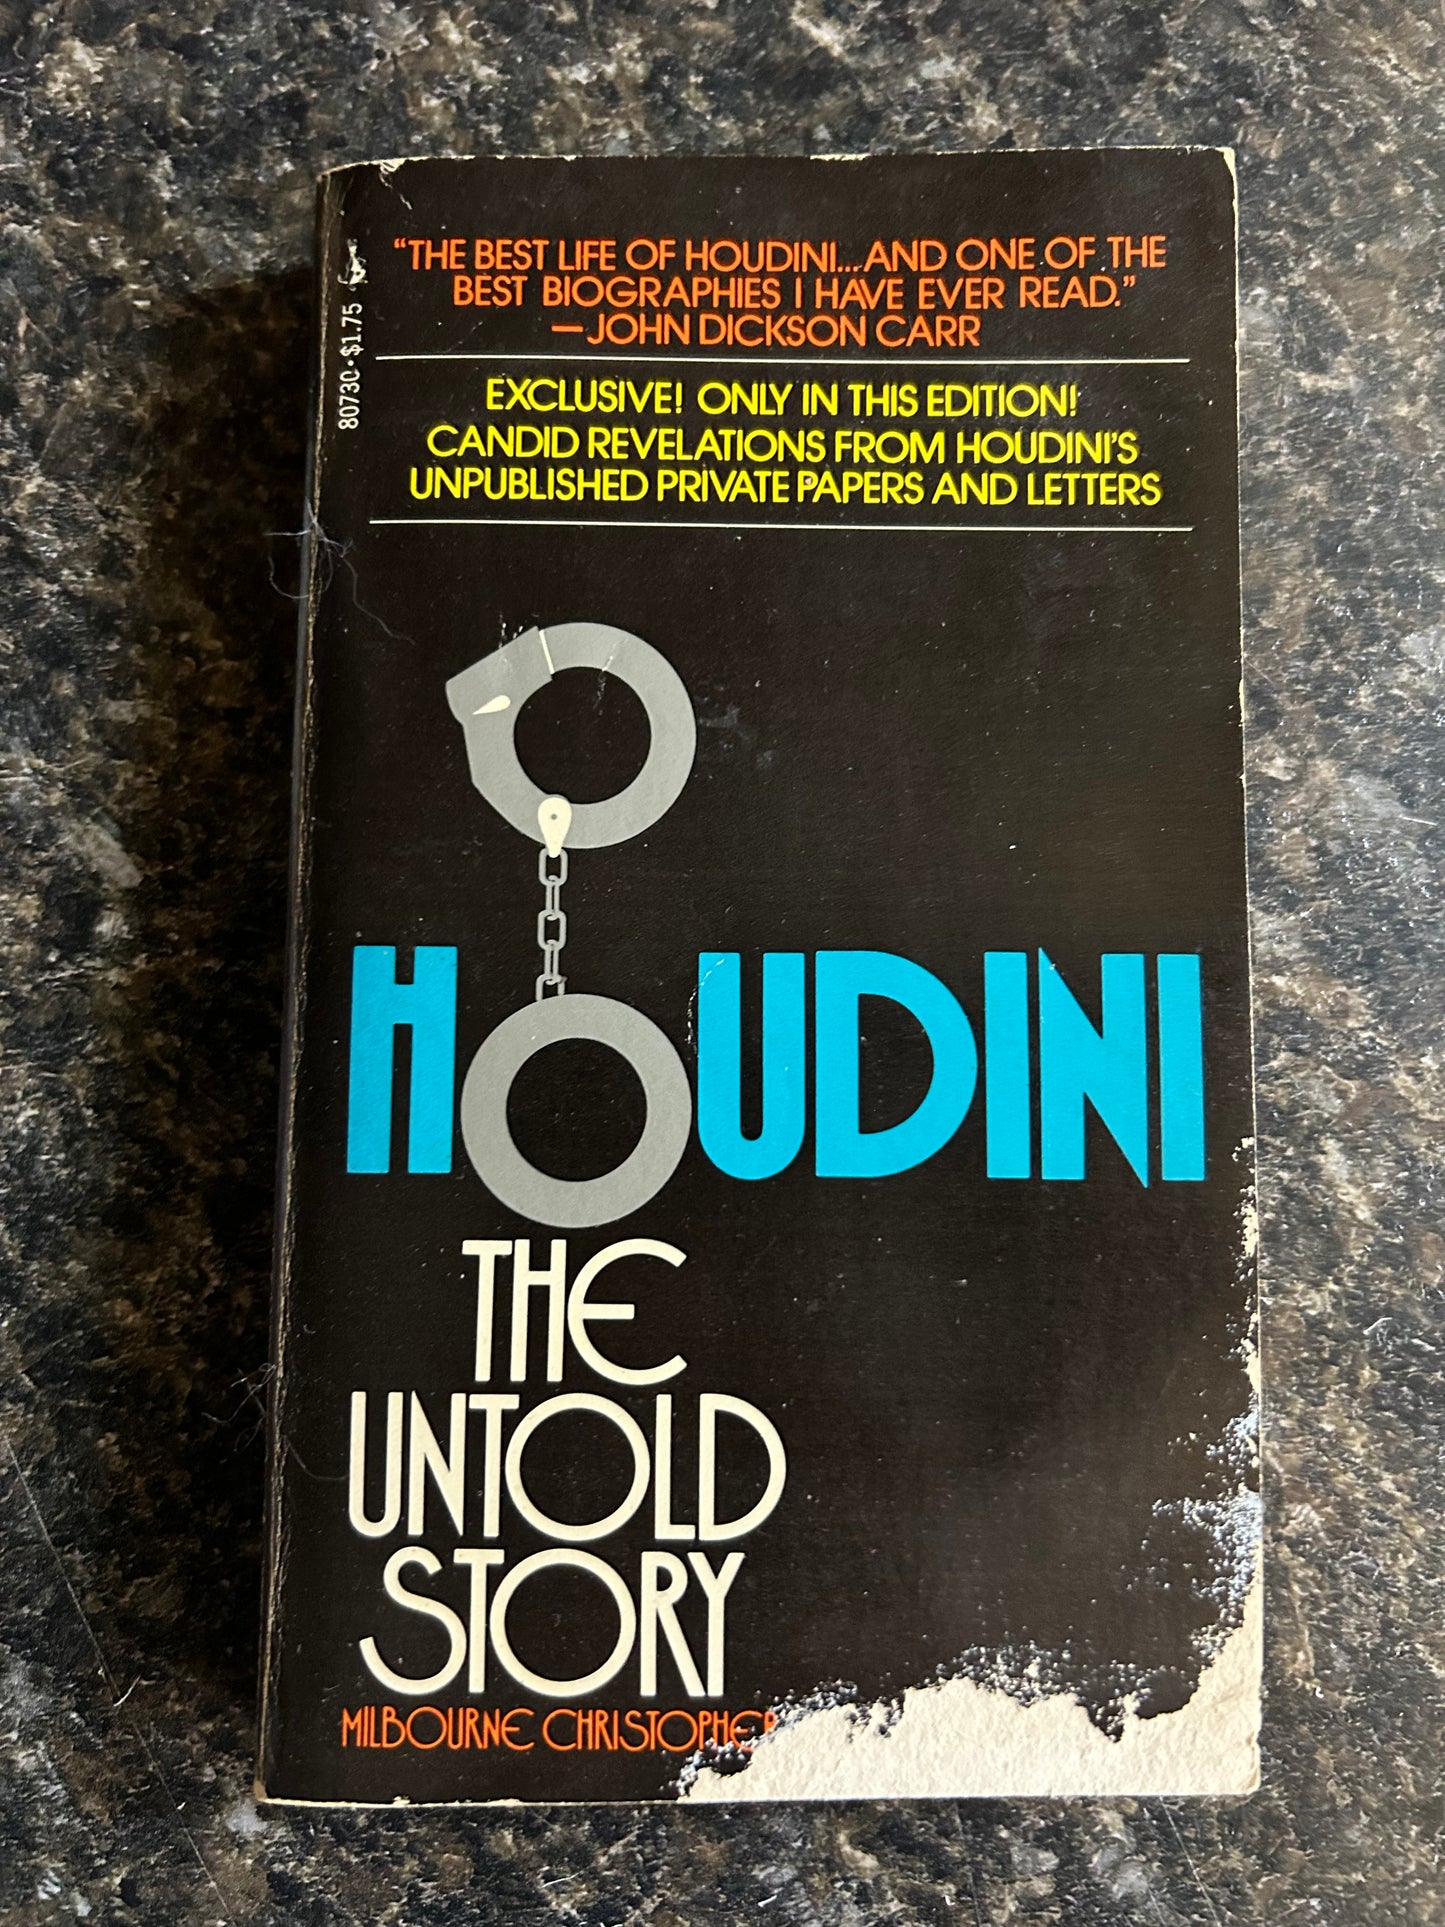 80730•$1.75
“THE BEST LIFE OF HOUDINI...AND ONE OF THE
BEST BIOGRAPHIES I HAVE EVER READ.”
—JOHN DICKSON CARR
EXCLUSIVE! ONLY IN THIS EDITION!
CANDID REVELATIONS FROM HOUDINI'S
UNPUBLISHED PRIVATE PAPERS AND LETTERS
HOUDINI
THE
UNTOLD
STORY
MILBOURNE CHRISTOPHER